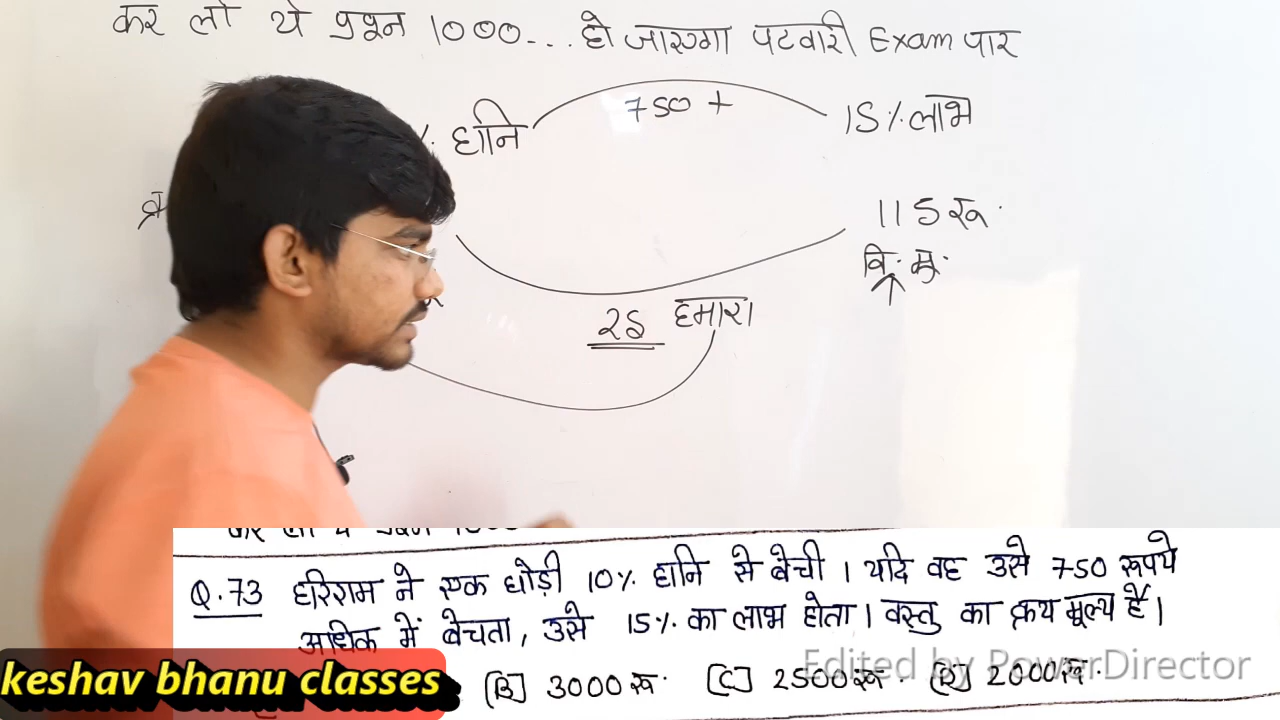 कर लो ये प्रश्न 1000... हो जाएगा पटवारी Exam पार
% हानि 750 + 15% लाभ
115 रू.
वि. मू.
25 हमारा
Q.73 हरिराम ने एक घोड़ी 10% हानि से बेची । यदि वह उसे 750 रूपये
अधिक में बेचता, उसे 15% का लाभ होता । वस्तु का क्रय मूल्य है ।
[B] 3000 रू. [C] 2500 रू. [D] 2000 रू.
keshav bhanu classes
Edited by PowerDirector